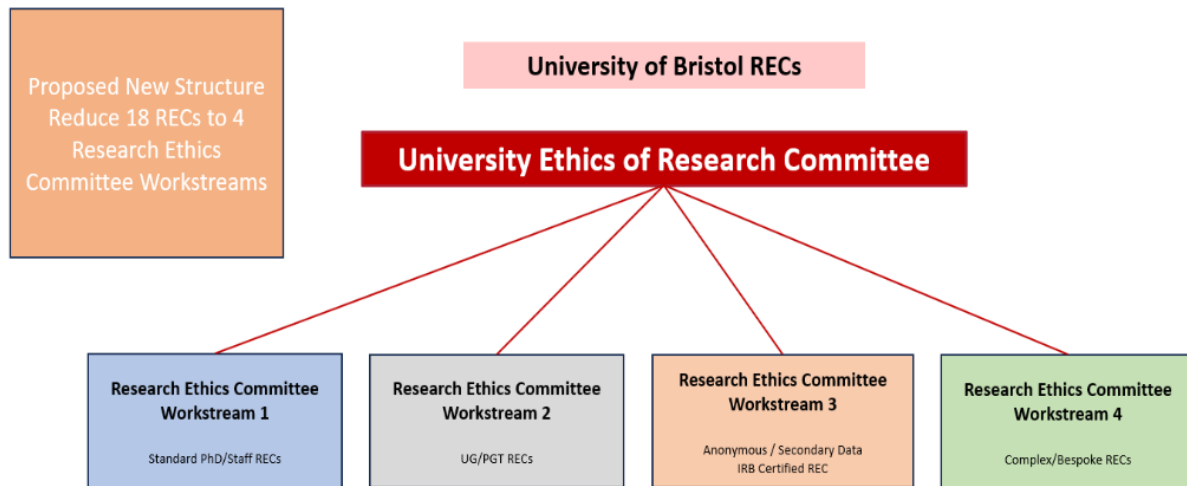 Proposed New Structure
Reduce 18 RECs to 4
Research Ethics
Committee Workstreams
University of Bristol RECs
University Ethics of Research Committee
Research Ethics Committee
Workstream 1
Standard PhD/Staff RECs
Research Ethics Committee
Workstream 2
UG/PGT RECs
Research Ethics Committee
Workstream 3
Anonymous / Secondary Data
IRB Certified REC
Research Ethics Committee
Workstream 4
Complex/Bespoke RECs